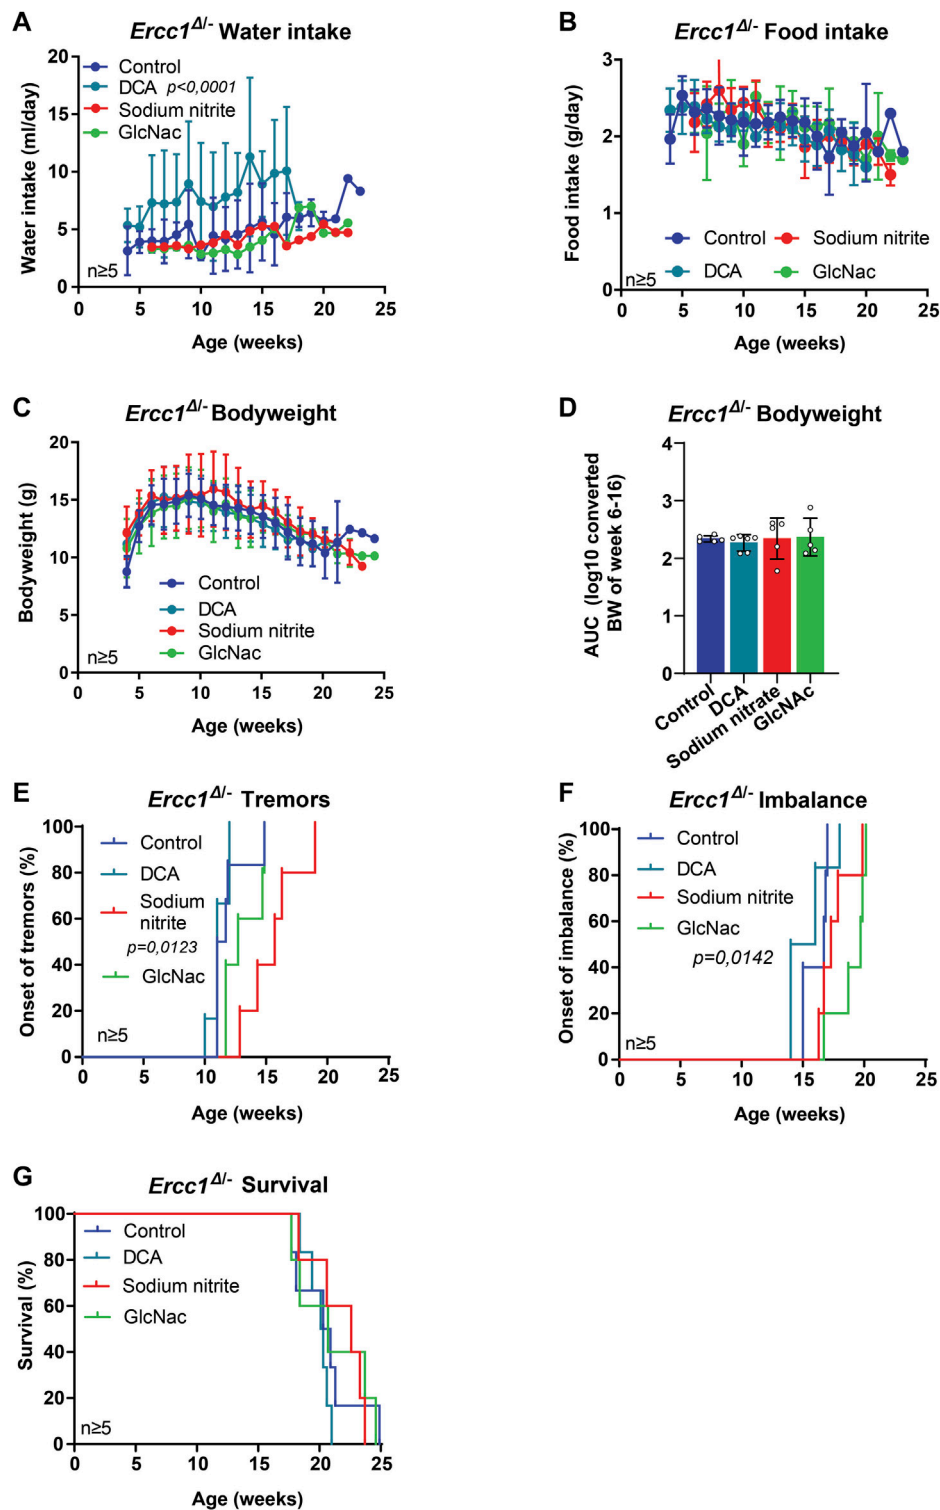 A
Ercc1Δ/- Water intake
Water intake (ml/day)
20
15
10
5
0
Control
DCA p<0,0001
Sodium nitrite
GlcNac
n≥5
0 5 10 15 20 25
Age (weeks)
B
Ercc1Δ/- Food intake
Food intake (g/day)
3
2
1
0
Control
Sodium nitrite
DCA
GlcNac
n≥5
0 5 10 15 20 25
Age (weeks)
C
Ercc1Δ/- Bodyweight
Bodyweight (g)
20
15
10
5
0
Control
DCA
Sodium nitrite
GlcNac
n≥5
0 5 10 15 20 25
Age (weeks)
D
Ercc1Δ/- Bodyweight
AUC (log10 converted
BW of week 6-16)
4
3
2
1
0
Control
DCA
Sodium nitrate
GlcNAc
E
Ercc1Δ/- Tremors
Onset of tremors (%)
100
80
60
40
20
0
Control
DCA
Sodium
nitrite
p=0,0123
GlcNac
n≥5
0 5 10 15 20 25
Age (weeks)
F
Ercc1Δ/- Imbalance
Onset of imbalance (%)
100
80
60
40
20
0
Control
DCA
Sodium nitrite
GlcNac
p=0,0142
n≥5
0 5 10 15 20 25
Age (weeks)
G
Ercc1Δ/- Survival
Survival (%)
100
80
60
40
20
0
Control
DCA
Sodium nitrite
GlcNac
n≥5
0 5 10 15 20 25
Age (weeks)